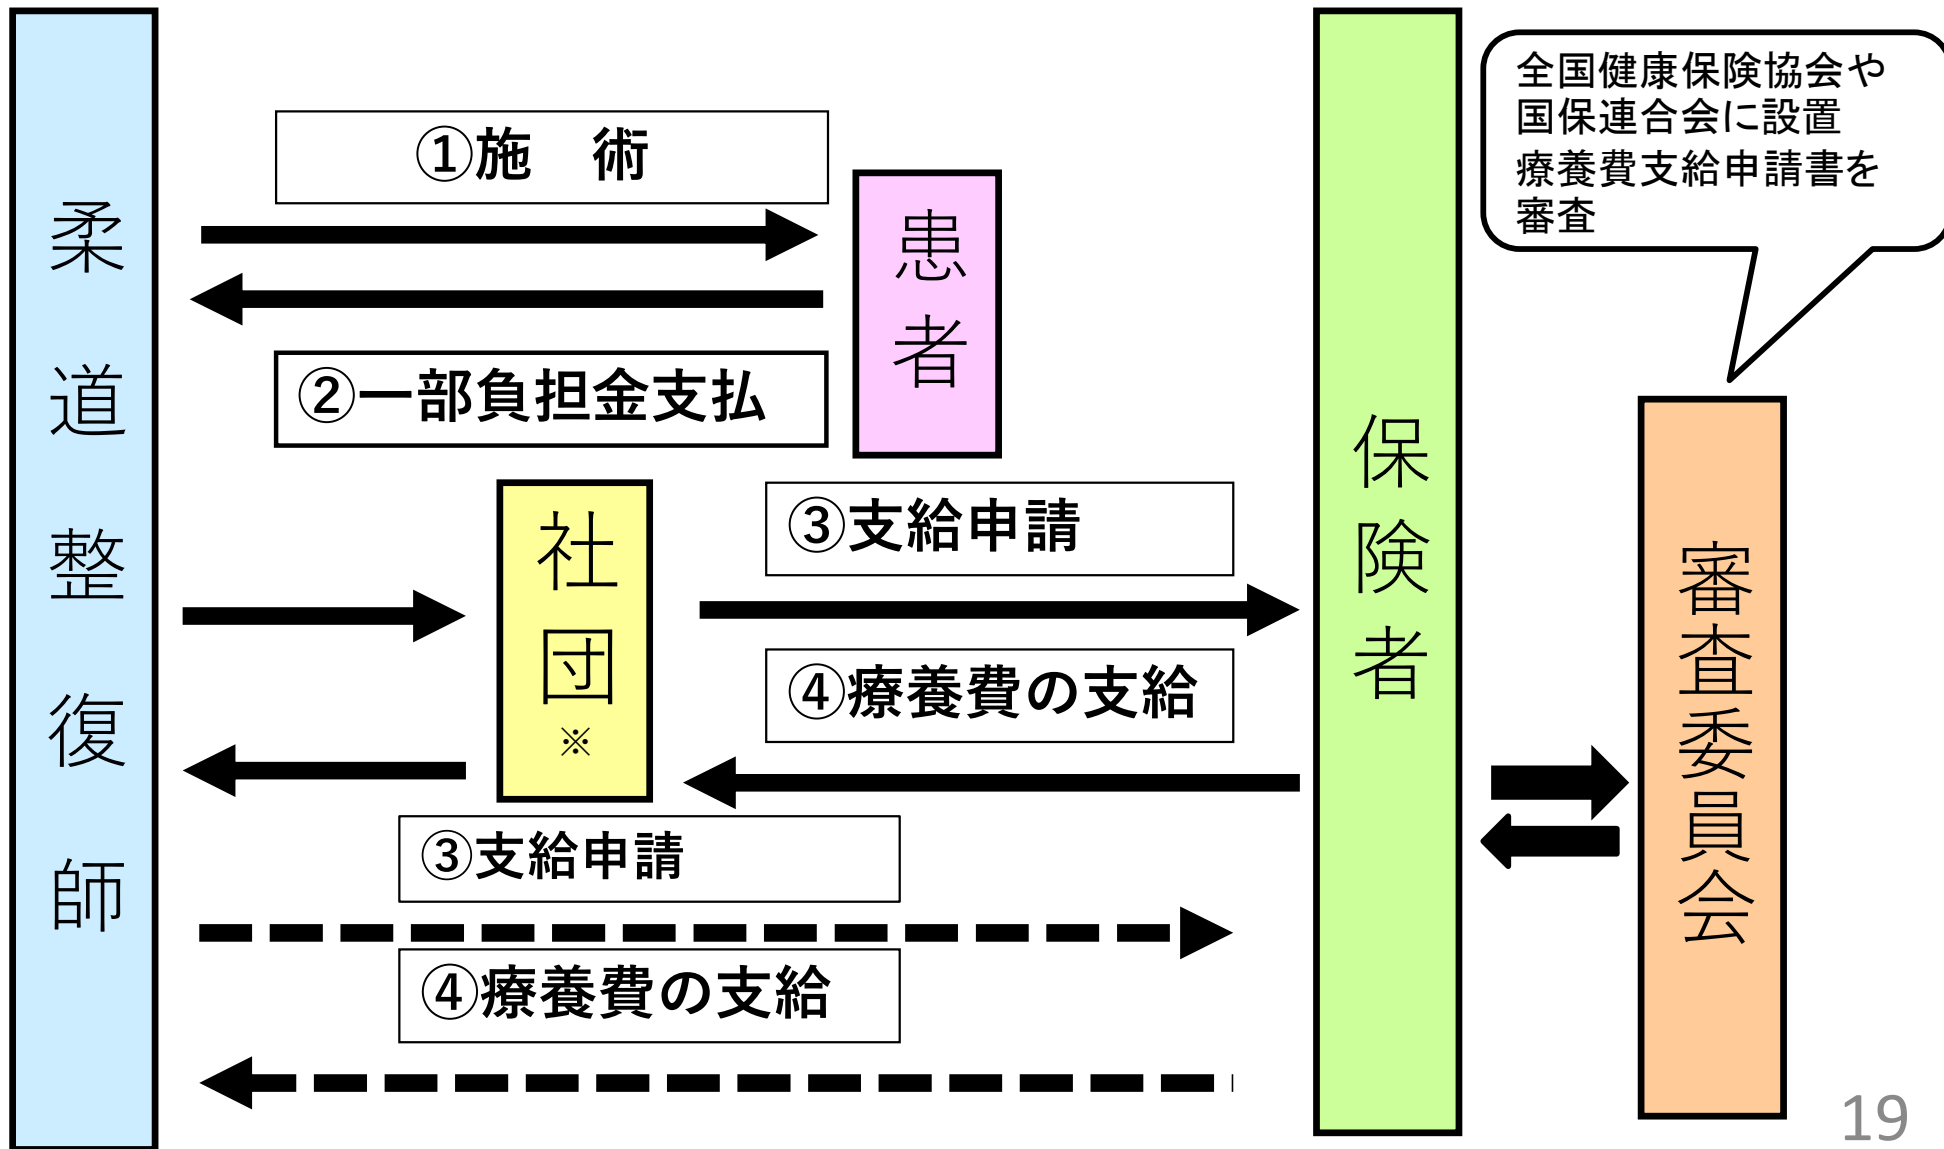 柔道整復師
①施　術
②一部負担金支払
患者
社団※
③支給申請
④療養費の支給
③支給申請
④療養費の支給
保険者
全国健康保険協会や
国保連合会に設置
療養費支給申請書を
審査
審査委員会
19